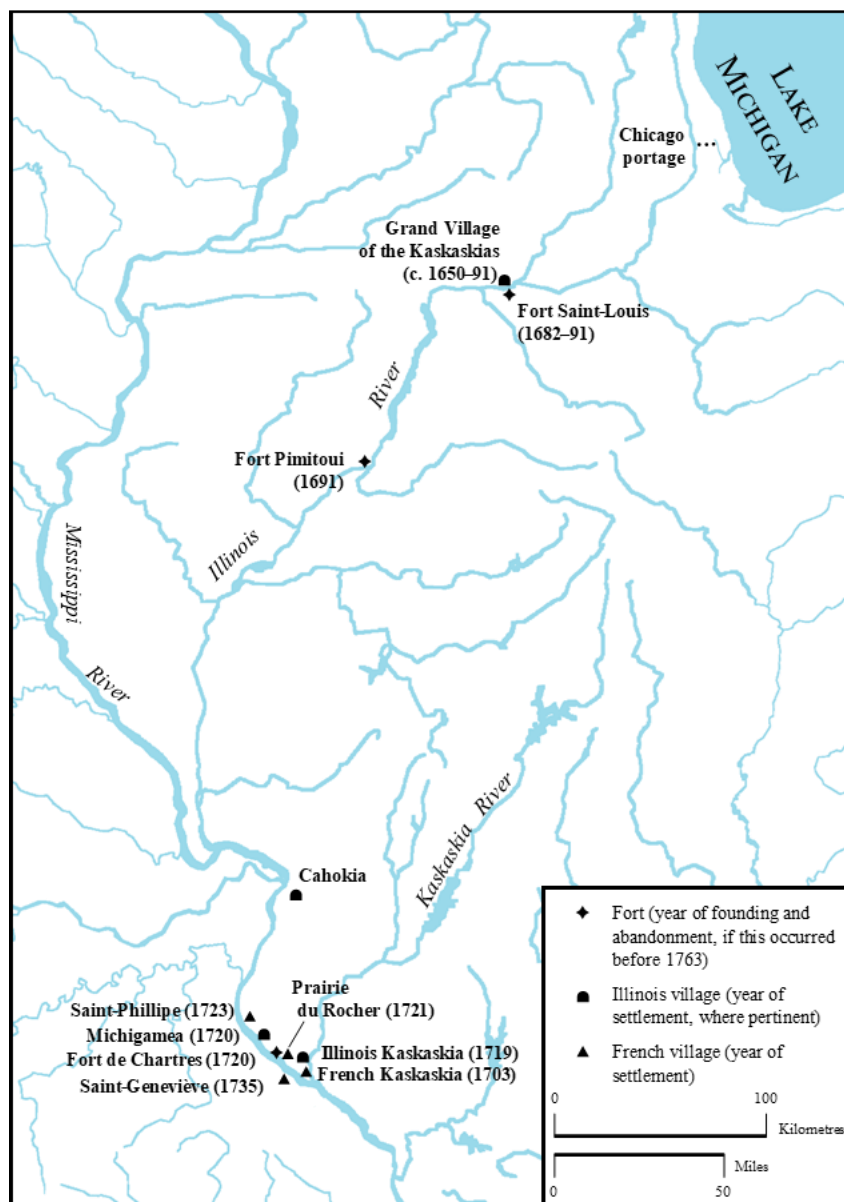 LAKE
MICHIGAN
Chicago
portage
Grand Village
of the Kaskaskias
(c. 1650–91)
Fort Saint-Louis
(1682–91)
River
Fort Pimitoui
(1691)
Illinois
Mississippi
River
Kaskaskia River
Cahokia
Prairie
du Rocher (1721)
Saint-Phillipe (1723)
Michigamea (1720)
Fort de Chartres (1720)
Saint-Geneviève (1735)
Illinois Kaskaskia (1719)
French Kaskaskia (1703)
Fort (year of founding and
abandonment, if this occurred
before 1763)
Illinois village (year of
settlement, where pertinent)
French village (year of
settlement)
0 100
Kilometres
Miles
0 50